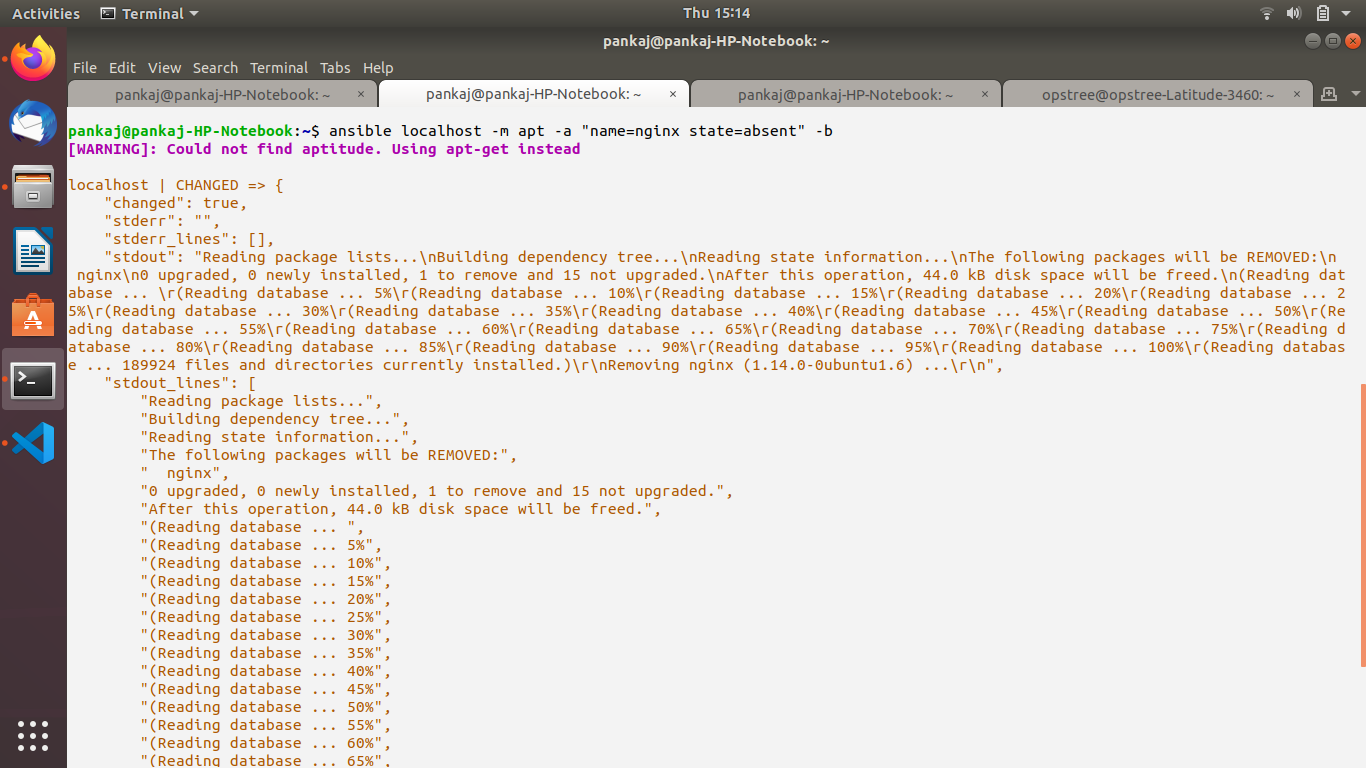 Activities Terminal Thu 15:14
pankaj@pankaj-HP-Notebook: ~
File Edit View Search Terminal Tabs Help
pankaj@pankaj-HP-Notebook: ~ × pankaj@pankaj-HP-Notebook: ~ × pankaj@pankaj-HP-Notebook: ~ × opstree@opstree-Latitude-3460: ~ ×
pankaj@pankaj-HP-Notebook:~$ ansible localhost -m apt -a "name=nginx state=absent" -b
[WARNING]: Could not find aptitude. Using apt-get instead
localhost | CHANGED => {
    "changed": true,
    "stderr": "",
    "stderr_lines": [],
    "stdout": "Reading package lists...\nBuilding dependency tree...\nReading state information...\nThe following packages will be REMOVED:\n
 nginx\n0 upgraded, 0 newly installed, 1 to remove and 15 not upgraded.\nAfter this operation, 44.0 kB disk space will be freed.\n(Reading dat
abase ... \r(Reading database ... 5%\r(Reading database ... 10%\r(Reading database ... 15%\r(Reading database ... 20%\r(Reading database ... 2
5%\r(Reading database ... 30%\r(Reading database ... 35%\r(Reading database ... 40%\r(Reading database ... 45%\r(Reading database ... 50%\r(Re
ading database ... 55%\r(Reading database ... 60%\r(Reading database ... 65%\r(Reading database ... 70%\r(Reading database ... 75%\r(Reading d
atabase ... 80%\r(Reading database ... 85%\r(Reading database ... 90%\r(Reading database ... 95%\r(Reading database ... 100%\r(Reading databas
e ... 189924 files and directories currently installed.)\r\nRemoving nginx (1.14.0-0ubuntu1.6) ...\r\n",
    "stdout_lines": [
        "Reading package lists...",
        "Building dependency tree...",
        "Reading state information...",
        "The following packages will be REMOVED:",
        "  nginx",
        "0 upgraded, 0 newly installed, 1 to remove and 15 not upgraded.",
        "After this operation, 44.0 kB disk space will be freed.",
        "(Reading database ... ",
        "(Reading database ... 5%",
        "(Reading database ... 10%",
        "(Reading database ... 15%",
        "(Reading database ... 20%",
        "(Reading database ... 25%",
        "(Reading database ... 30%",
        "(Reading database ... 35%",
        "(Reading database ... 40%",
        "(Reading database ... 45%",
        "(Reading database ... 50%",
        "(Reading database ... 55%",
        "(Reading database ... 60%",
        "(Reading database ... 65%",